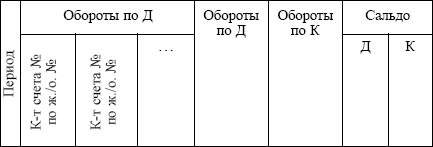 Период
Обороты по Д
К-т счета №
по ж./о. №
К-т счета №
по ж./о. №
...
Обороты
по Д
Обороты
по К
Сальдо
Д
К